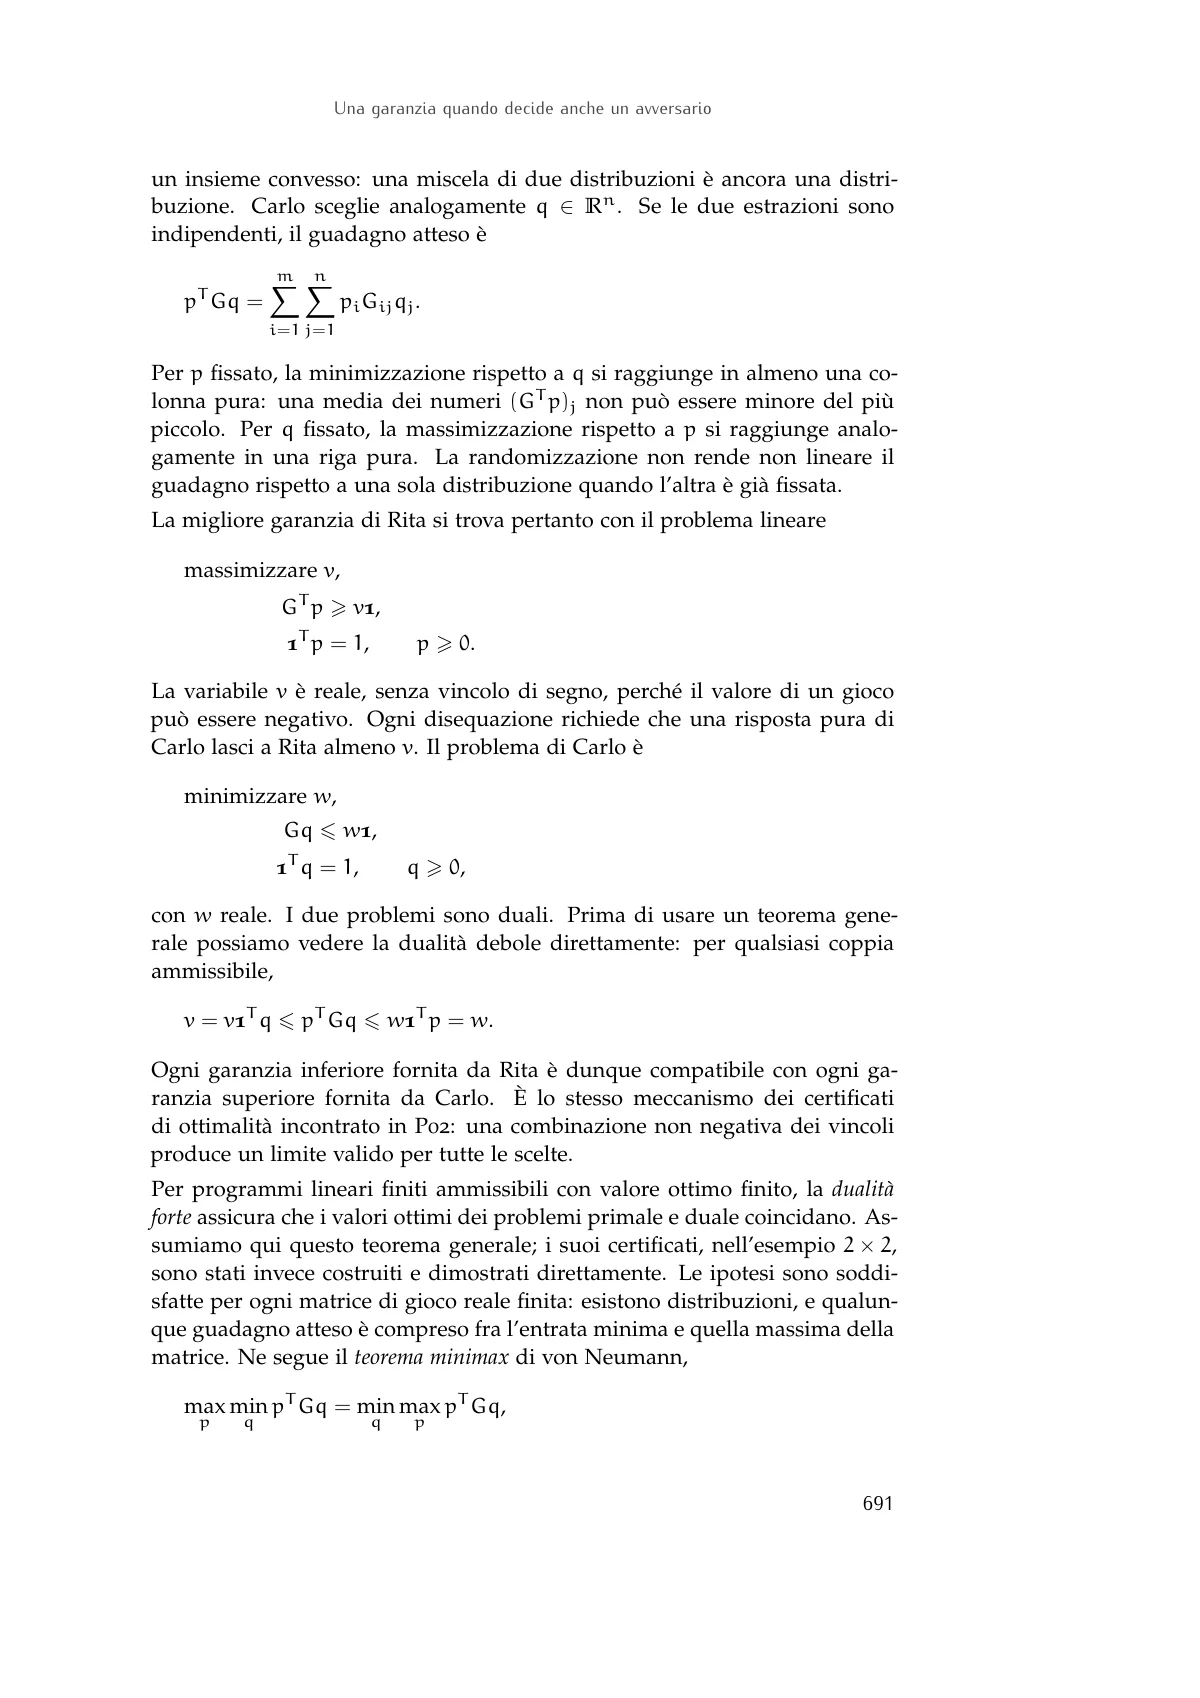 Una garanzia quando decide anche un avversario
un insieme convesso: una miscela di due distribuzioni è ancora una distri-
buzione. Carlo sceglie analogamente q ∈ ℝⁿ. Se le due estrazioni sono
indipendenti, il guadagno atteso è
p^T Gq = ∑_{i=1}^{m} ∑_{j=1}^{n} p_i G_{ij} q_j.
Per p fissato, la minimizzazione rispetto a q si raggiunge in almeno una co-
lonna pura: una media dei numeri (G^T p)_j non può essere minore del più
piccolo. Per q fissato, la massimizzazione rispetto a p si raggiunge analo-
gamente in una riga pura. La randomizzazione non rende non lineare il
guadagno rispetto a una sola distribuzione quando l'altra è già fissata.
La migliore garanzia di Rita si trova pertanto con il problema lineare
massimizzare v,
G^T p ⩾ v𝟏,
𝟏^T p = 1, p ⩾ 0.
La variabile v è reale, senza vincolo di segno, perché il valore di un gioco
può essere negativo. Ogni disequazione richiede che una risposta pura di
Carlo lasci a Rita almeno v. Il problema di Carlo è
minimizzare w,
Gq ⩽ w𝟏,
𝟏^T q = 1, q ⩾ 0,
con w reale. I due problemi sono duali. Prima di usare un teorema gene-
rale possiamo vedere la dualità debole direttamente: per qualsiasi coppia
ammissibile,
v = v𝟏^T q ⩽ p^T Gq ⩽ w𝟏^T p = w.
Ogni garanzia inferiore fornita da Rita è dunque compatibile con ogni ga-
ranzia superiore fornita da Carlo. È lo stesso meccanismo dei certificati
di ottimalità incontrato in P02: una combinazione non negativa dei vincoli
produce un limite valido per tutte le scelte.
Per programmi lineari finiti ammissibili con valore ottimo finito, la dualità
forte assicura che i valori ottimi dei problemi primale e duale coincidano. As-
sumiamo qui questo teorema generale; i suoi certificati, nell'esempio 2 × 2,
sono stati invece costruiti e dimostrati direttamente. Le ipotesi sono soddi-
sfatte per ogni matrice di gioco reale finita: esistono distribuzioni, e qualun-
que guadagno atteso è compreso fra l'entrata minima e quella massima della
matrice. Ne segue il teorema minimax di von Neumann,
max_p min_q p^T Gq = min_q max_p p^T Gq,
691